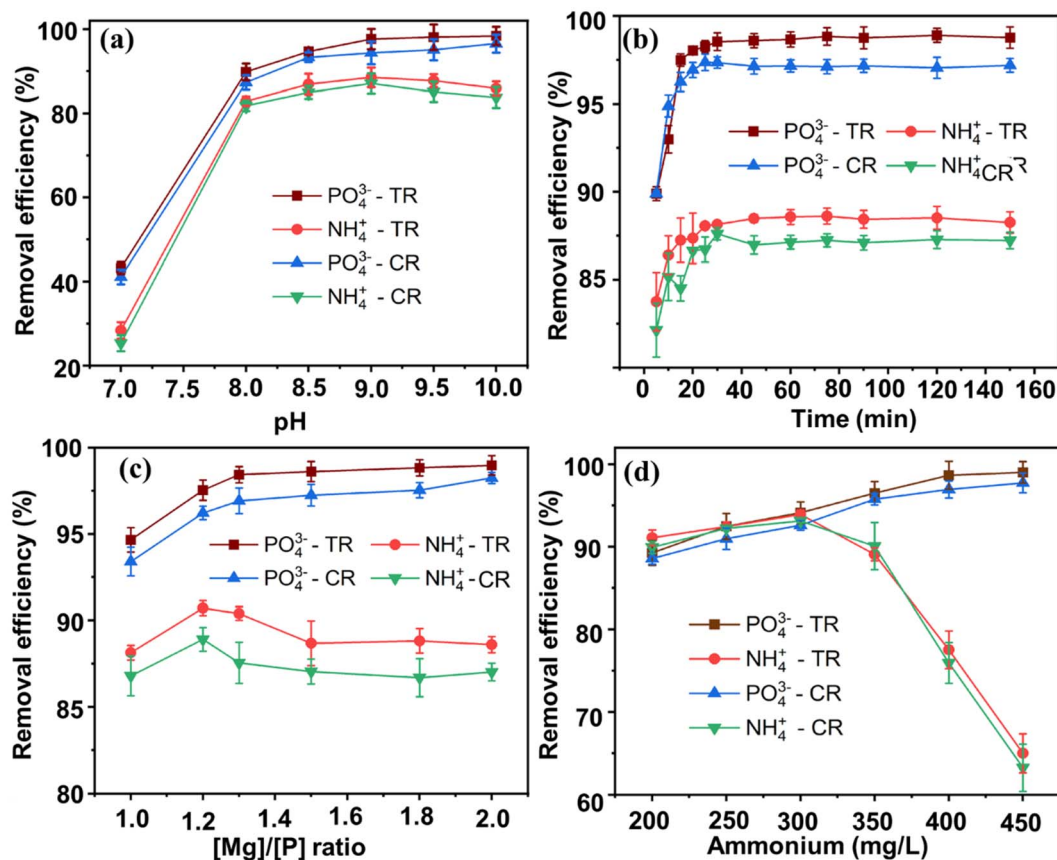 (a)
Removal efficiency (%)
100
80
60
40
20
PO₄³⁻ - TR
NH₄⁺ - TR
PO₄³⁻ - CR
NH₄⁺ - CR
7.0 7.5 8.0 8.5 9.0 9.5 10.0
pH
(b)
Removal efficiency (%)
100
95
90
85
PO₄³⁻ - TR NH₄⁺ - TR
PO₄³⁻ - CR
0 20 40 60 80 100 120 140 160
Time (min)
(c)
Removal efficiency (%)
100
95
90
85
80
PO₄³⁻ - TR NH₄⁺ - TR
PO₄³⁻ - CR NH₄⁺ - CR
1.0 1.2 1.4 1.6 1.8 2.0
[Mg]/[P] ratio
(d)
Removal efficiency (%)
100
90
80
70
60
PO₄³⁻ - TR
NH₄⁺ - TR
PO₄³⁻ - CR
NH₄⁺ - CR
200 250 300 350 400 450
Ammonium (mg/L)